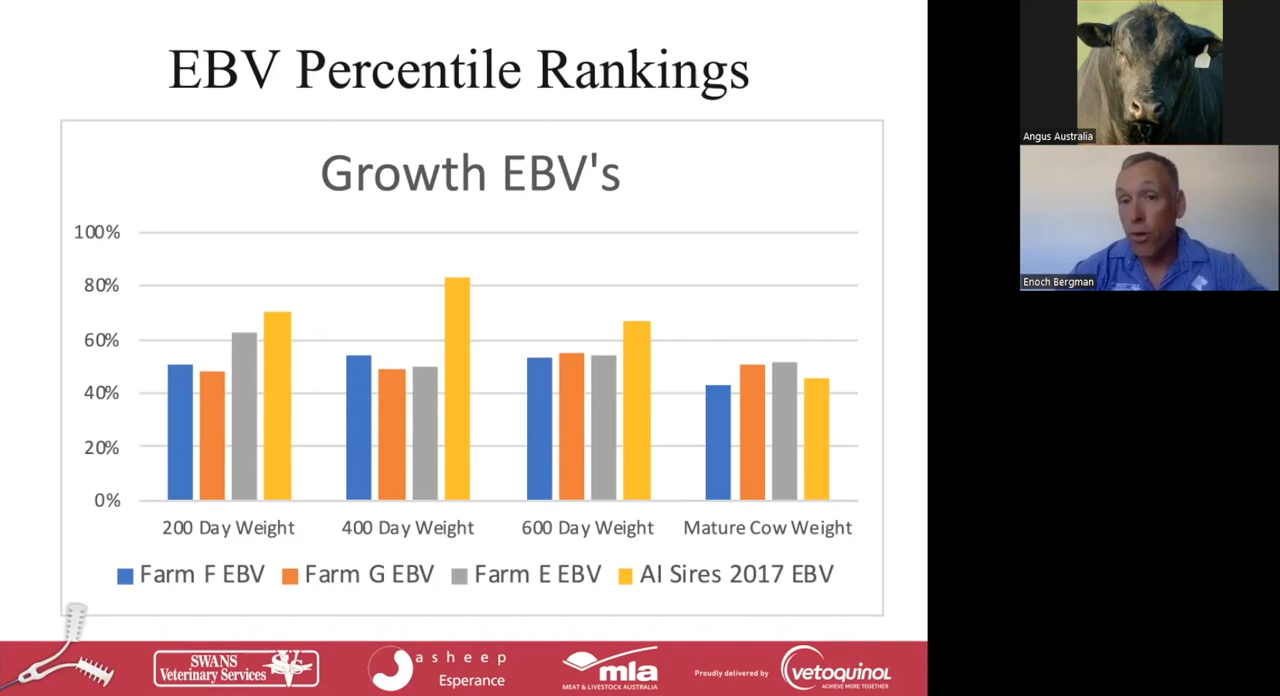 EBV Percentile Rankings
Growth EBV's
100%
80%
60%
40%
20%
0%
200 Day Weight
400 Day Weight
600 Day Weight
Mature Cow Weight
Farm F EBV
Farm G EBV
Farm E EBV
AI Sires 2017 EBV
SWANS
Veterinary Services
asheep
Esperance
mla
MEAT & LIVESTOCK AUSTRALIA
Proudly delivered by
vetoquinol
ACHIEVE MORE TOGETHER
Angus Australia
Enoch Bergman